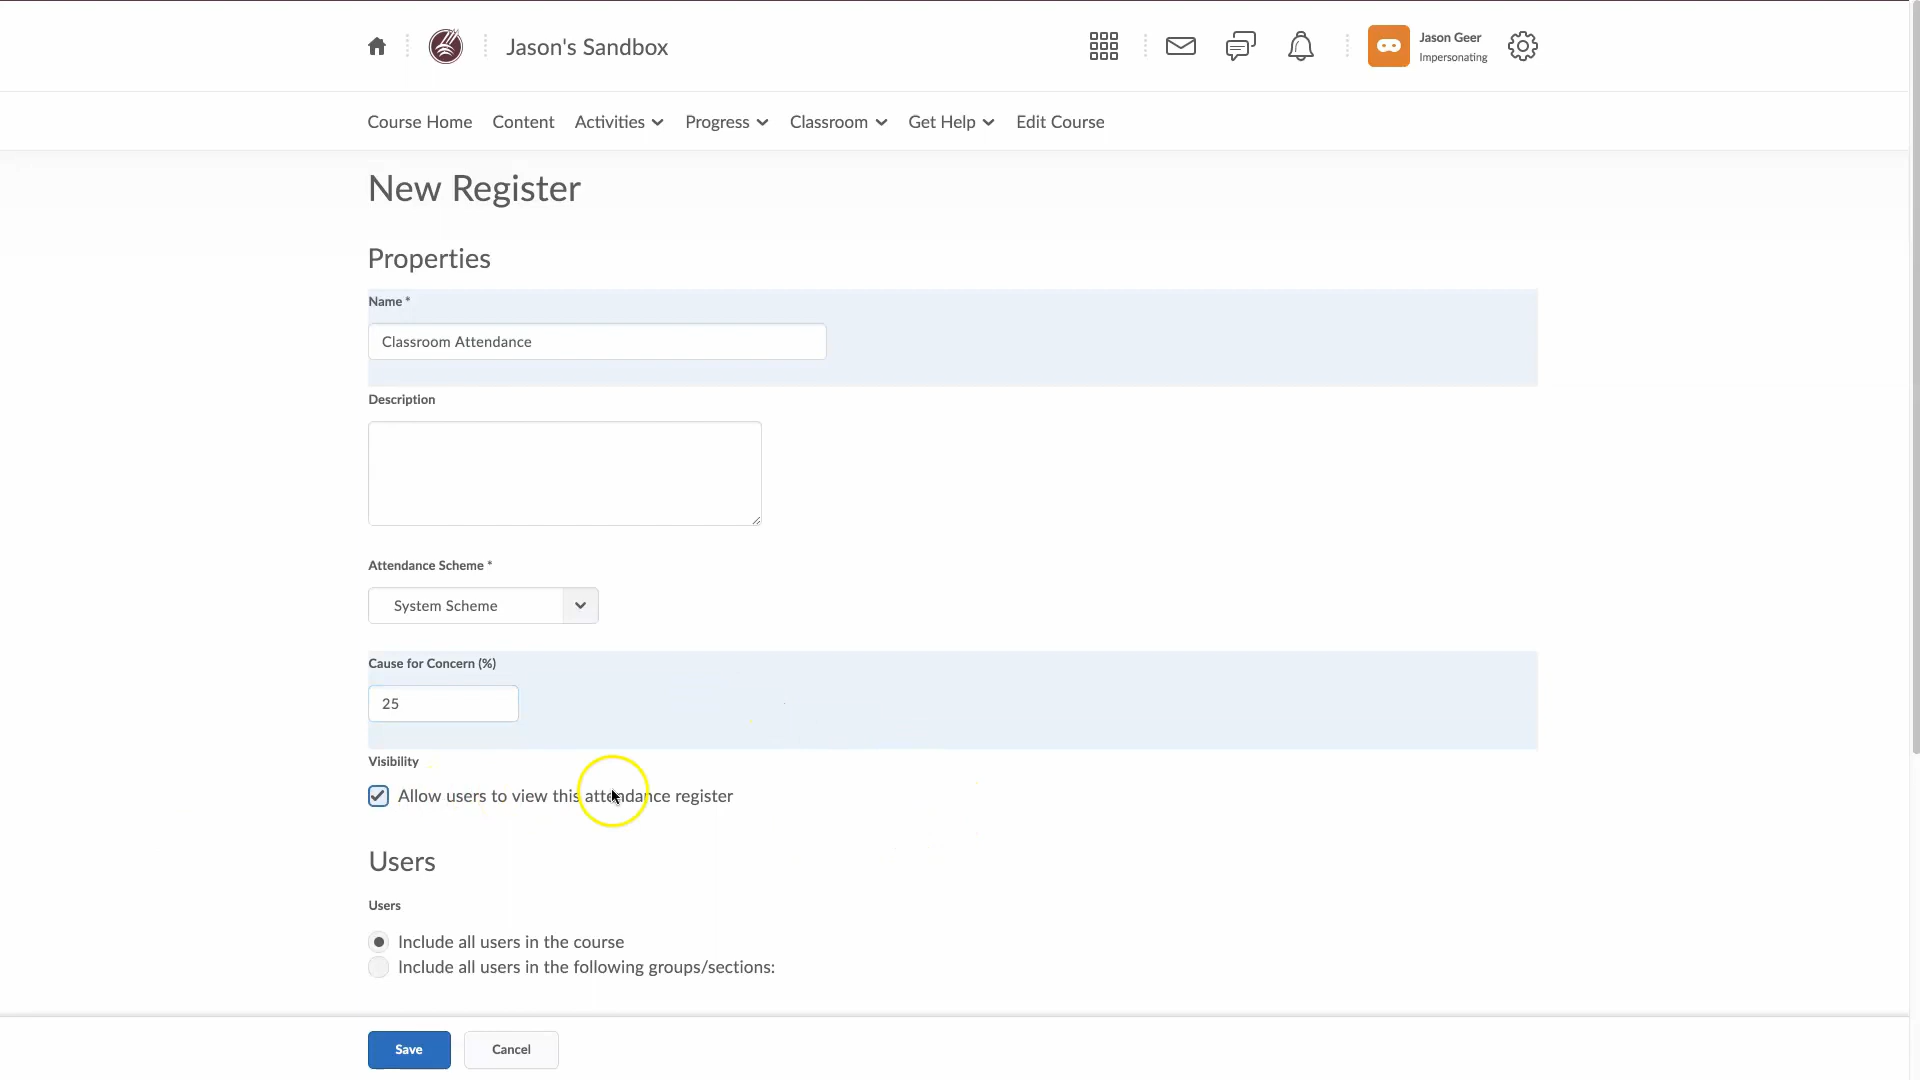 Jason's Sandbox
Jason Geer
Impersonating
Course Home Content Activities Progress Classroom Get Help Edit Course
New Register
Properties
Name *
Classroom Attendance
Description
Attendance Scheme *
System Scheme
Cause for Concern (%)
25
Visibility
Allow users to view this attendance register
Users
Users
Include all users in the course
Include all users in the following groups/sections:
Save Cancel